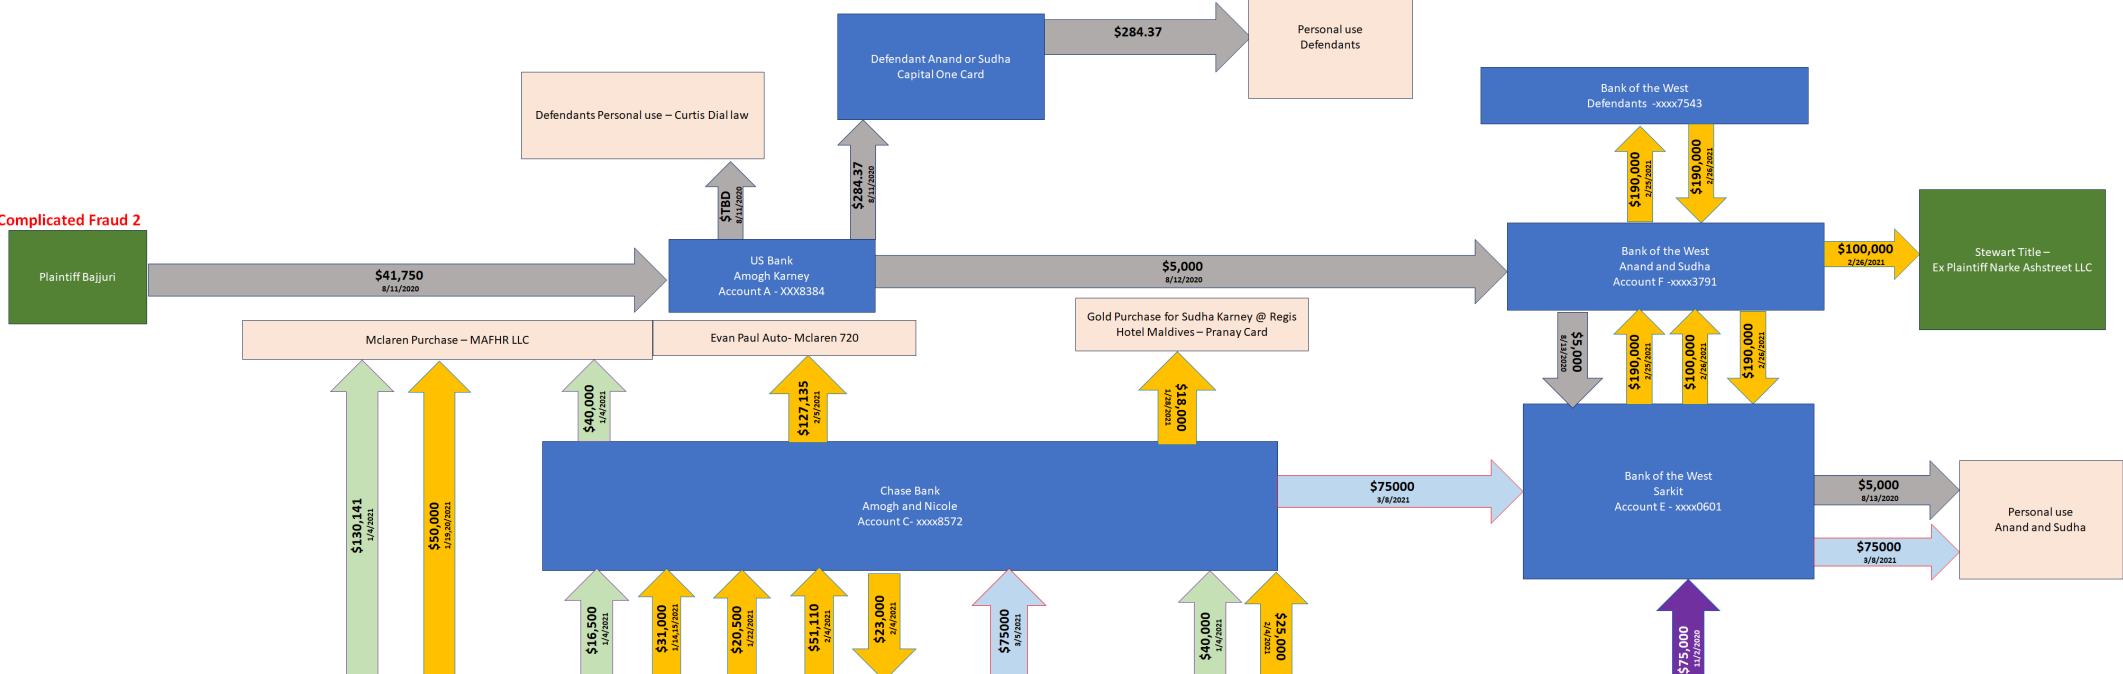 $284.37
Personal use
Defendants
Defendant Anand or Sudha
Capital One Card
Bank of the West
Defendants -xxxx7543
Defendants Personal use – Curtis Dial law
$TBD
8/11/2020
$284.37
8/11/2020
$190,000
2/25/2021
$190,000
2/26/2021
Complicated Fraud 2
Plaintiff Bajjuri
$41,750
8/11/2020
US Bank
Amogh Karney
Account A - XXX8384
$5,000
8/12/2020
Bank of the West
Anand and Sudha
Account F -xxxx3791
$100,000
2/26/2021
Stewart Title –
Ex Plaintiff Narke Ashstreet LLC
Mclaren Purchase – MAFHR LLC
Evan Paul Auto- Mclaren 720
Gold Purchase for Sudha Karney @ Regis
Hotel Maldives – Pranay Card
$5,000
8/13/2020
$190,000
2/25/2021
$100,000
2/26/2021
$190,000
2/26/2021
$40,000
1/4/2021
$127,135
2/5/2021
$18,000
1/28/2021
$130,141
1/4/2021
$50,000
1/19,20/2021
Chase Bank
Amogh and Nicole
Account C- xxxx8572
$75000
3/8/2021
Bank of the West
Sarkit
Account E - xxxx0601
$5,000
8/13/2020
$75000
3/8/2021
Personal use
Anand and Sudha
$16,500
1/4/2021
$31,000
1/14,15/2021
$20,500
1/22/2021
$51,110
2/4/2021
$23,000
2/4/2021
$75000
3/5/2021
$40,000
1/4/2021
$25,000
2/4/2021
$75,000
11/2/2020